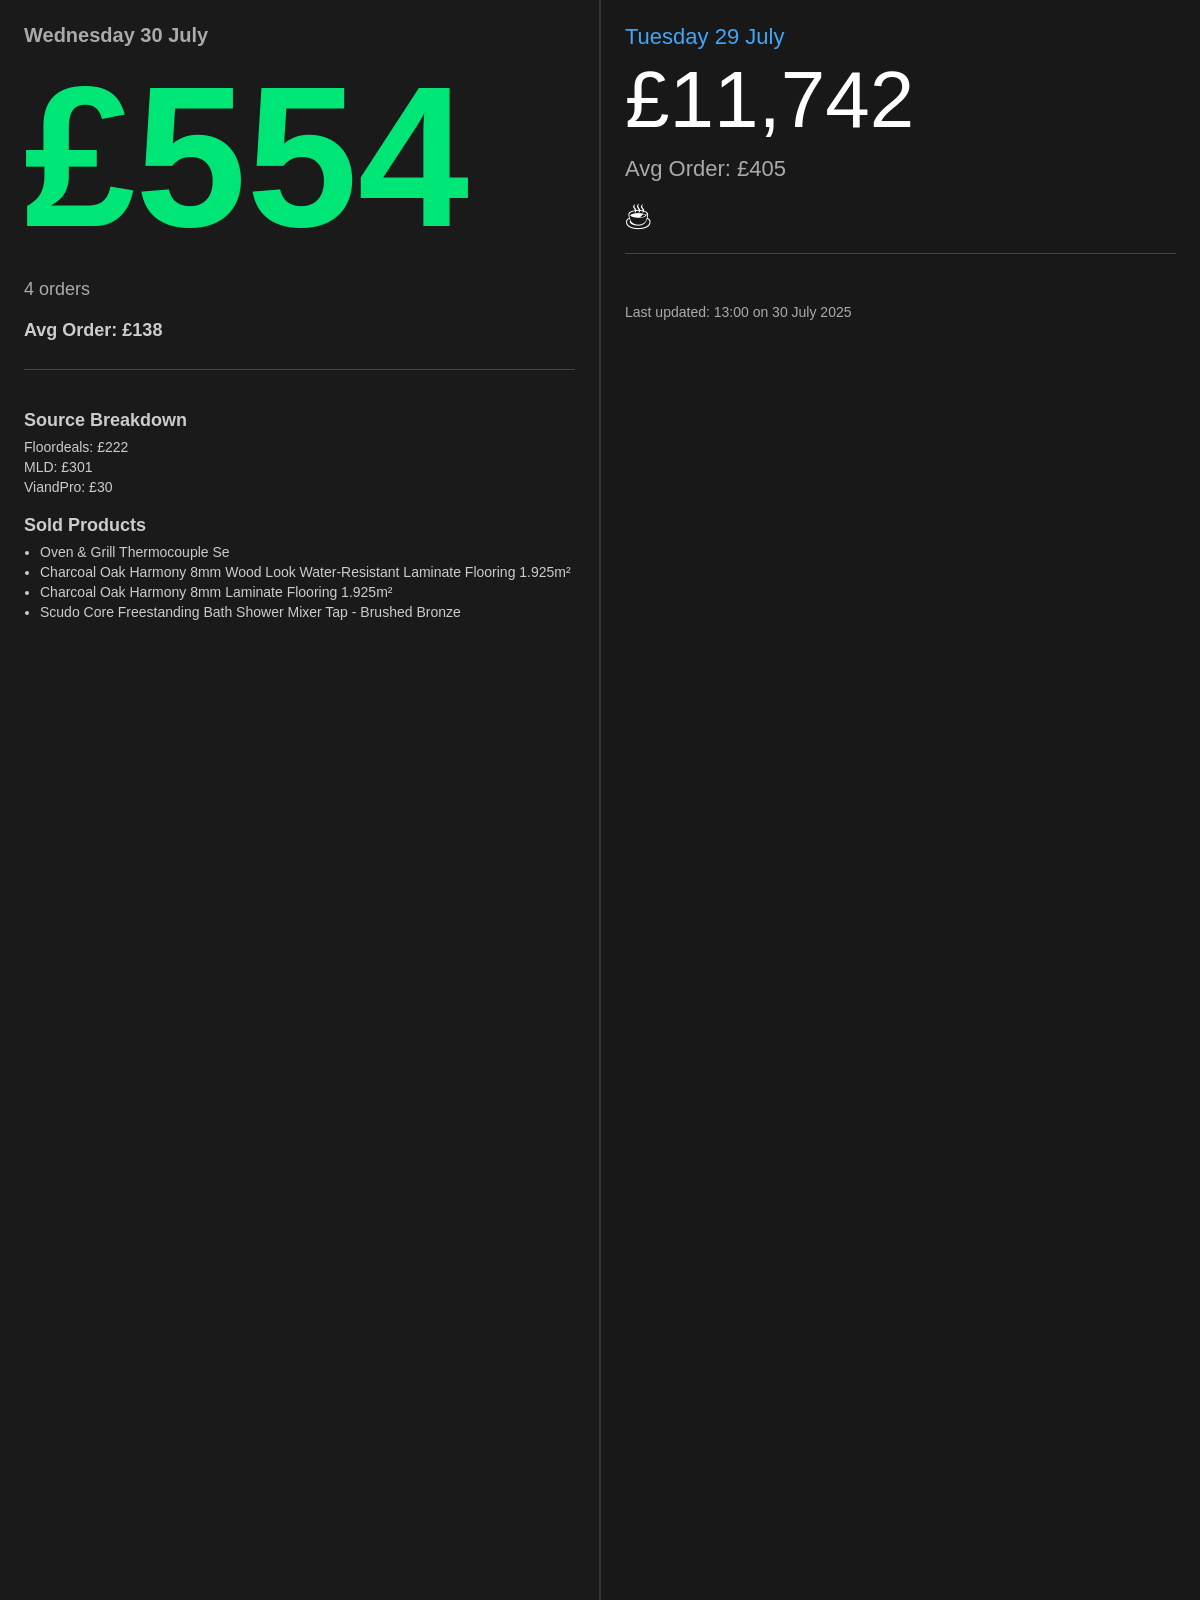 Wednesday 30 July
£554
4 orders
Avg Order: £138
Source Breakdown
Floordeals: £222
MLD: £301
ViandPro: £30
Sold Products
• Oven & Grill Thermocouple Se
• Charcoal Oak Harmony 8mm Wood Look Water-Resistant Laminate Flooring 1.925m²
• Charcoal Oak Harmony 8mm Laminate Flooring 1.925m²
• Scudo Core Freestanding Bath Shower Mixer Tap - Brushed Bronze
Tuesday 29 July
£11,742
Avg Order: £405
☕
Last updated: 13:00 on 30 July 2025